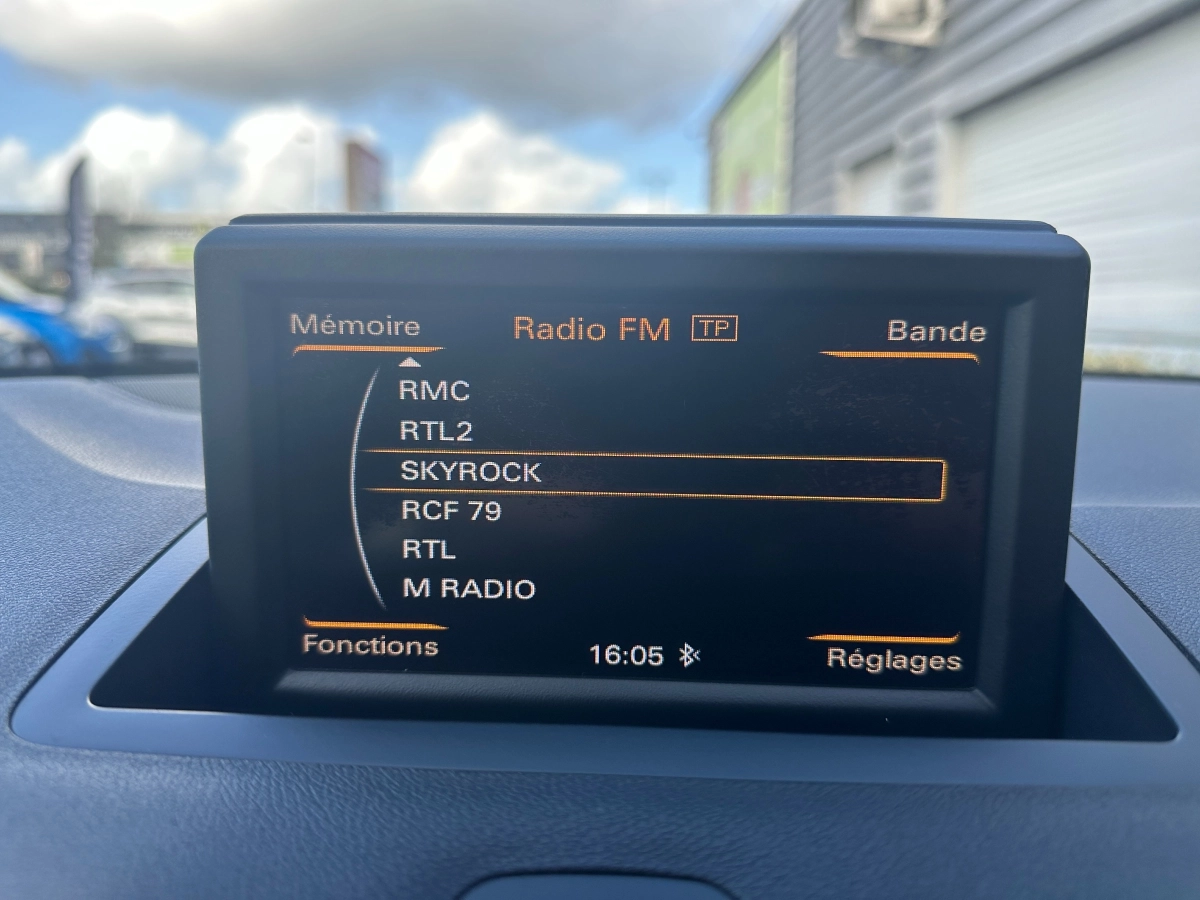 Mémoire
Radio FM TP
Bande
RMC
RTL2
SKYROCK
RCF 79
RTL
M RADIO
Fonctions
16:05
Réglages